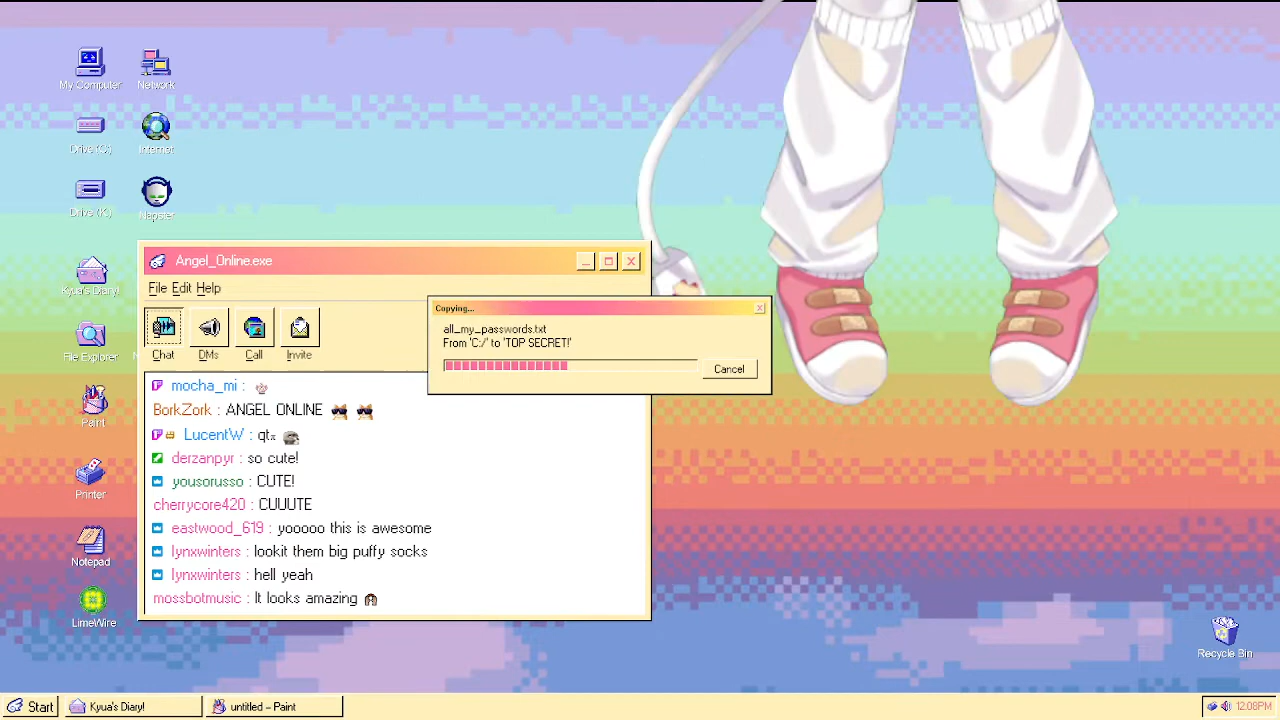 My Computer
Network
Drive (C)
Internet
Napster
Kyua's Diary!
File Explorer
Paint
Printer
Notepad
LimeWire
Angel_Online.exe
File Edit Help
Chat
DMs
Call
Invite
Copying...
all_my_passwords.txt
From 'C:/' to 'TOP SECRET!'
Cancel
mocha_mi :
BorkZork : ANGEL ONLINE
LucentW : qtx
derzanpyr : so cute!
yousorusso : CUTE!
cherrycore420 : CUUUTE
eastwood_619 : yooooo this is awesome
lynxwinters : lookit them big puffy socks
lynxwinters : hell yeah
mossbotmusic : It looks amazing
Recycle Bin
Start
Kyua's Diary!
untitled - Paint
12:08PM